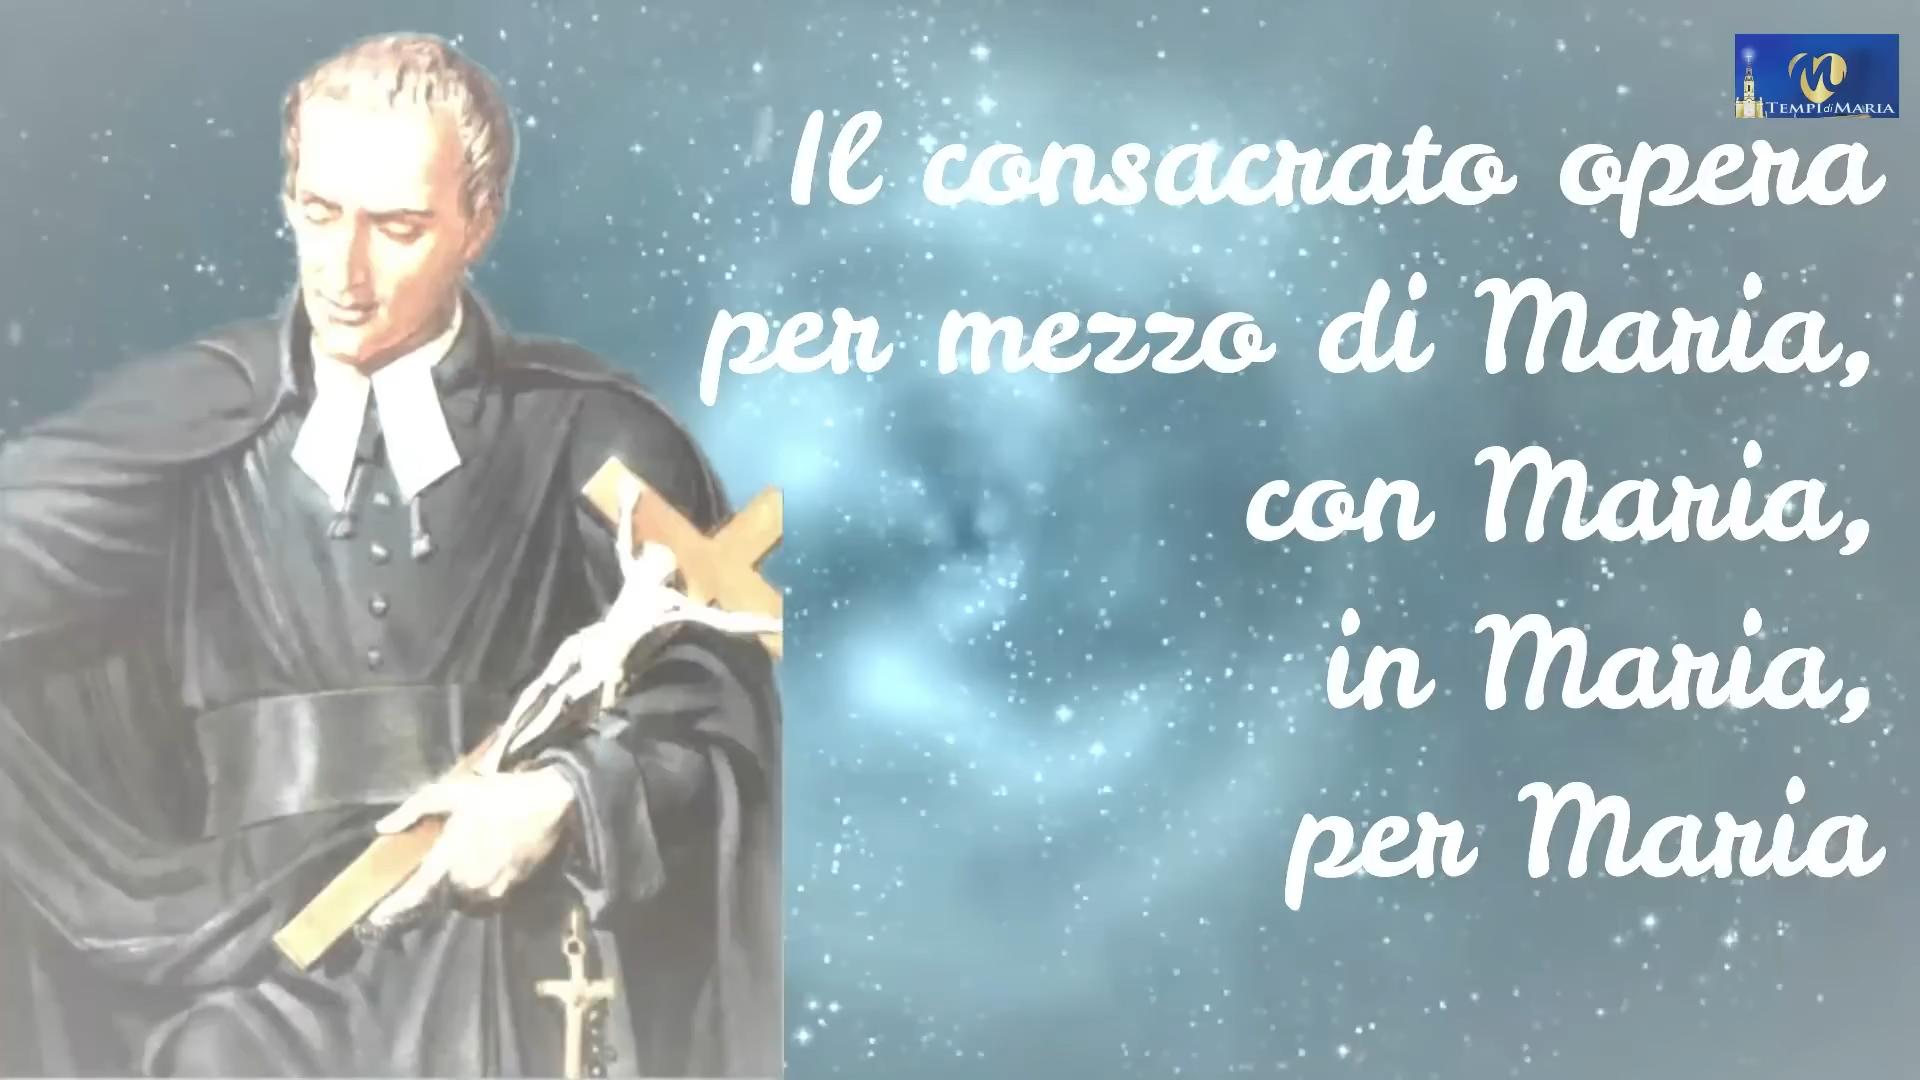 TEMPI di MARIA
Il consacrato opera
per mezzo di Maria,
con Maria,
in Maria,
per Maria